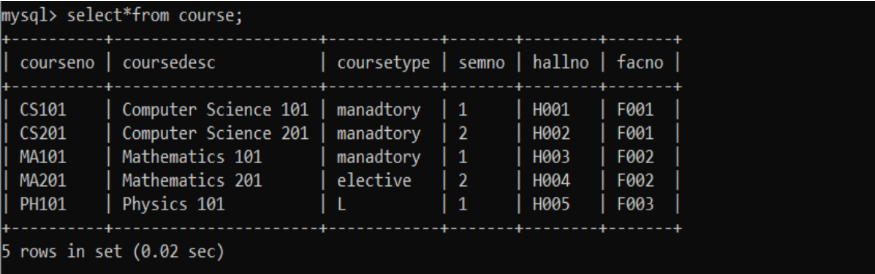 mysql> select*from course;
+----------+----------------------+------------+-------+--------+-------+
| courseno | coursedesc           | coursetype | semno | hallno | facno |
+----------+----------------------+------------+-------+--------+-------+
| CS101    | Computer Science 101 | manadtory  | 1     | H001   | F001  |
| CS201    | Computer Science 201 | manadtory  | 2     | H002   | F001  |
| MA101    | Mathematics 101      | manadtory  | 1     | H003   | F002  |
| MA201    | Mathematics 201      | elective   | 2     | H004   | F002  |
| PH101    | Physics 101          | L          | 1     | H005   | F003  |
+----------+----------------------+------------+-------+--------+-------+
5 rows in set (0.02 sec)